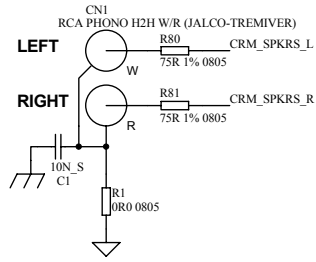 CN1
RCA PHONO H2H W/R (JALCO-TREMIVER)
LEFT
R80
CRM_SPKRS_L
W
75R 1% 0805
RIGHT
R81
CRM_SPKRS_R
R
75R 1% 0805
10N_S
C1
R1
0R0 0805